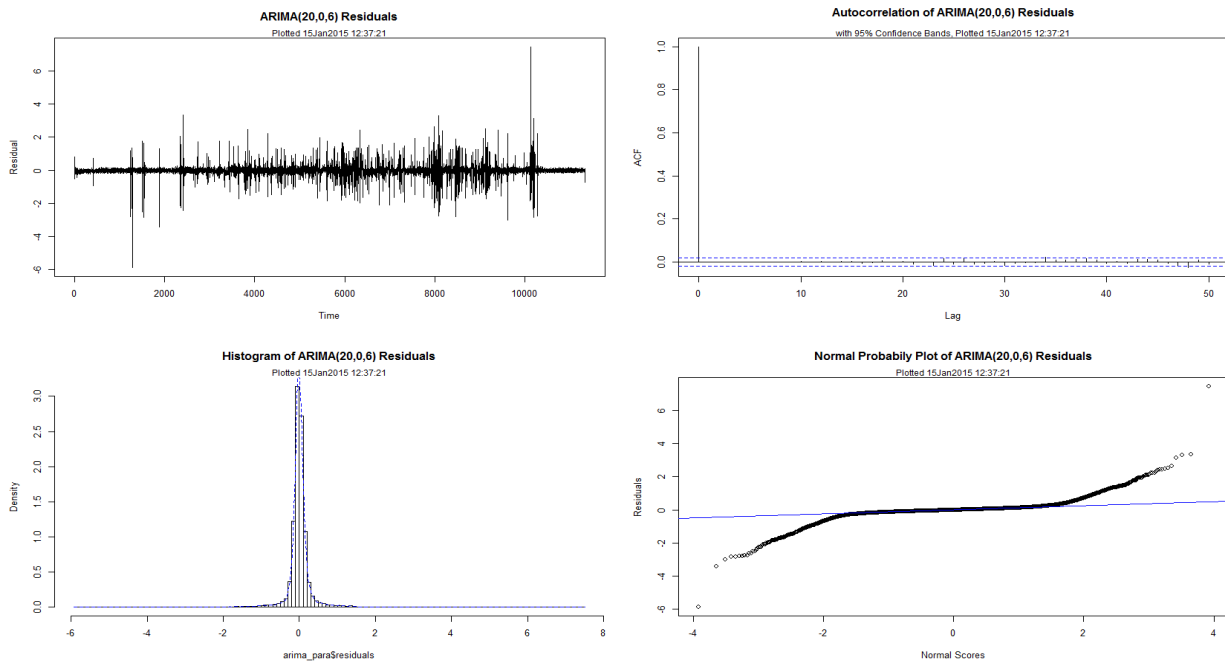 ARIMA(20,0,6) Residuals
Plotted 15Jan2015 12:37:21
Residual
6
4
2
0
-2
-4
-6
0 2000 4000 6000 8000 10000
Time
Autocorrelation of ARIMA(20,0,6) Residuals
with 95% Confidence Bands, Plotted 15Jan2015 12:37:21
ACF
1.0
0.8
0.6
0.4
0.2
0.0
0 10 20 30 40 50
Lag
Histogram of ARIMA(20,0,6) Residuals
Plotted 15Jan2015 12:37:21
Density
3.0
2.5
2.0
1.5
1.0
0.5
0.0
-6 -4 -2 0 2 4 6 8
arima_para$residuals
Normal Probabily Plot of ARIMA(20,0,6) Residuals
Plotted 15Jan2015 12:37:21
Residuals
6
4
2
0
-2
-4
-6
-4 -2 0 2 4
Normal Scores